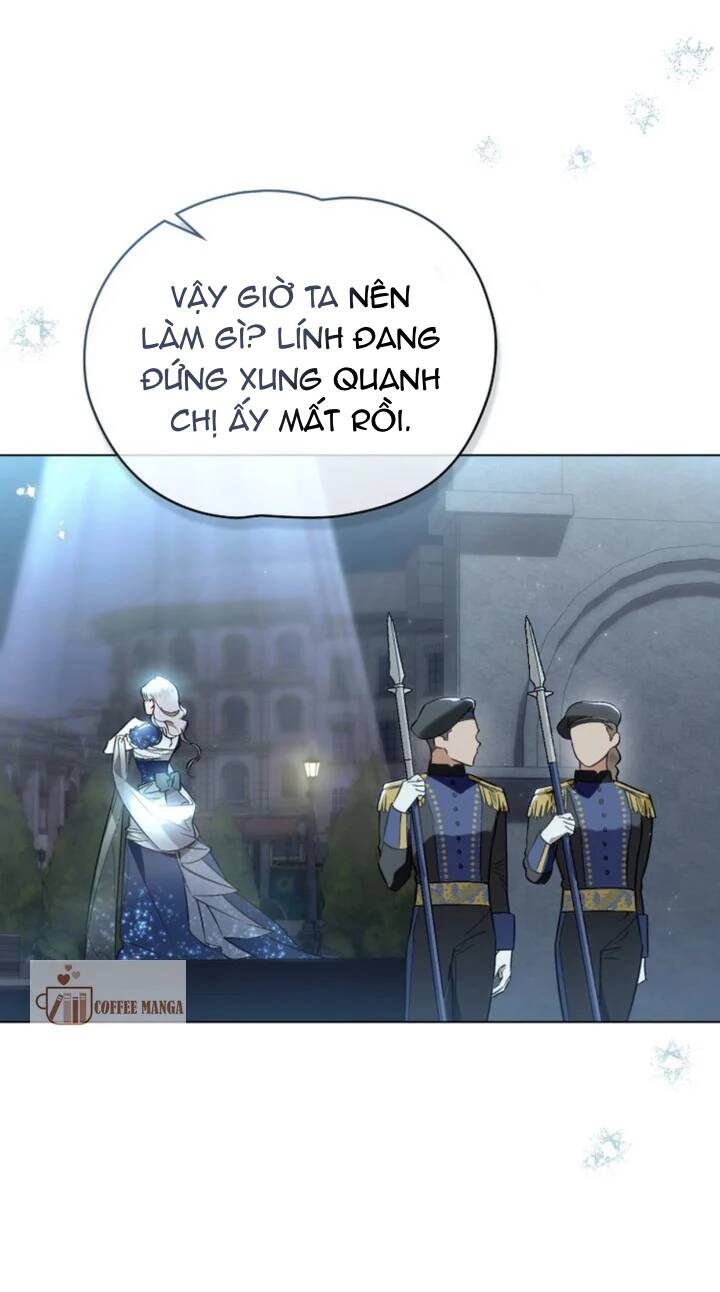 VẬY GIỜ TA NÊN
LÀM GÌ? LÍNH ĐANG
ĐỨNG XUNG QUANH
CHỊ ẤY MẤT RỒI.
COFFEE MANGA